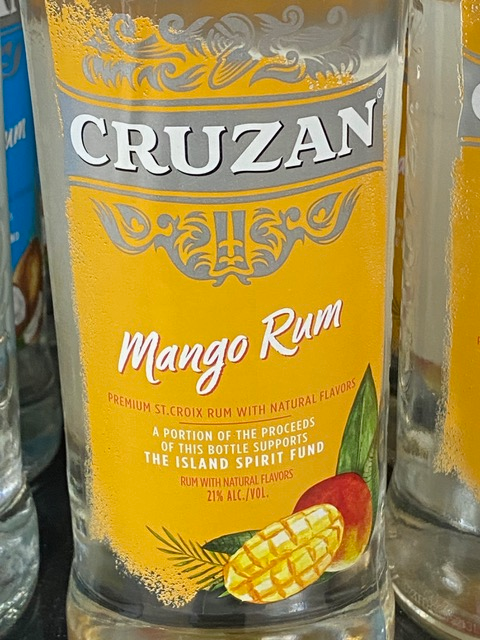 CRUZAN®
Mango Rum
PREMIUM ST.CROIX RUM WITH NATURAL FLAVORS
A PORTION OF THE PROCEEDS
OF THIS BOTTLE SUPPORTS
THE ISLAND SPIRIT FUND
RUM WITH NATURAL FLAVORS
21% ALC./VOL.